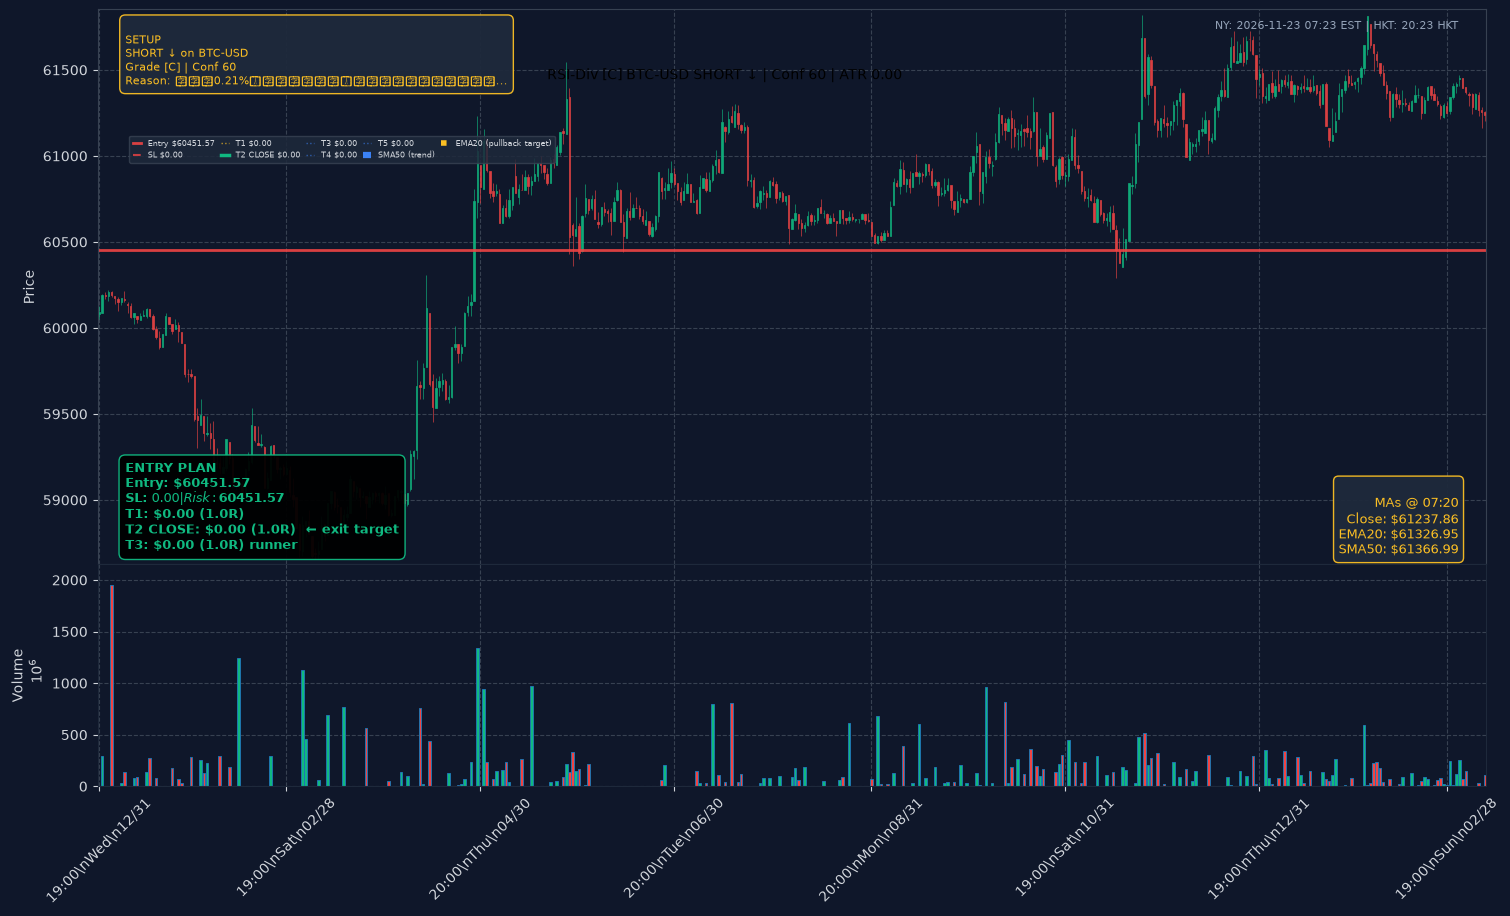 NY: 2026-11-23 07:23 EST | HKT: 20:23 HKT
SETUP
SHORT ↓ on BTC-USD
Grade [C] | Conf 60
Reason: 0.21%...
RSI-Div [C] BTC-USD SHORT ↓ | Conf 60 | ATR 0.00
Entry $60451.57
SL $0.00
T1 $0.00
T2 CLOSE $0.00
T3 $0.00
T4 $0.00
T5 $0.00
SMA50 (trend)
EMA20 (pullback target)
Price
61500
61000
60500
60000
59500
59000
ENTRY PLAN
Entry: $60451.57
SL: 0.00|Risk:60451.57
T1: $0.00 (1.0R)
T2 CLOSE: $0.00 (1.0R) ← exit target
T3: $0.00 (1.0R) runner
MAs @ 07:20
Close: $61237.86
EMA20: $61326.95
SMA50: $61366.99
Volume
10⁶
2000
1500
1000
500
0
19:00\nWed\n12/31
19:00\nSat\n02/28
20:00\nThu\n04/30
20:00\nTue\n06/30
20:00\nMon\n08/31
19:00\nSat\n10/31
19:00\nThu\n12/31
19:00\nSun\n02/28